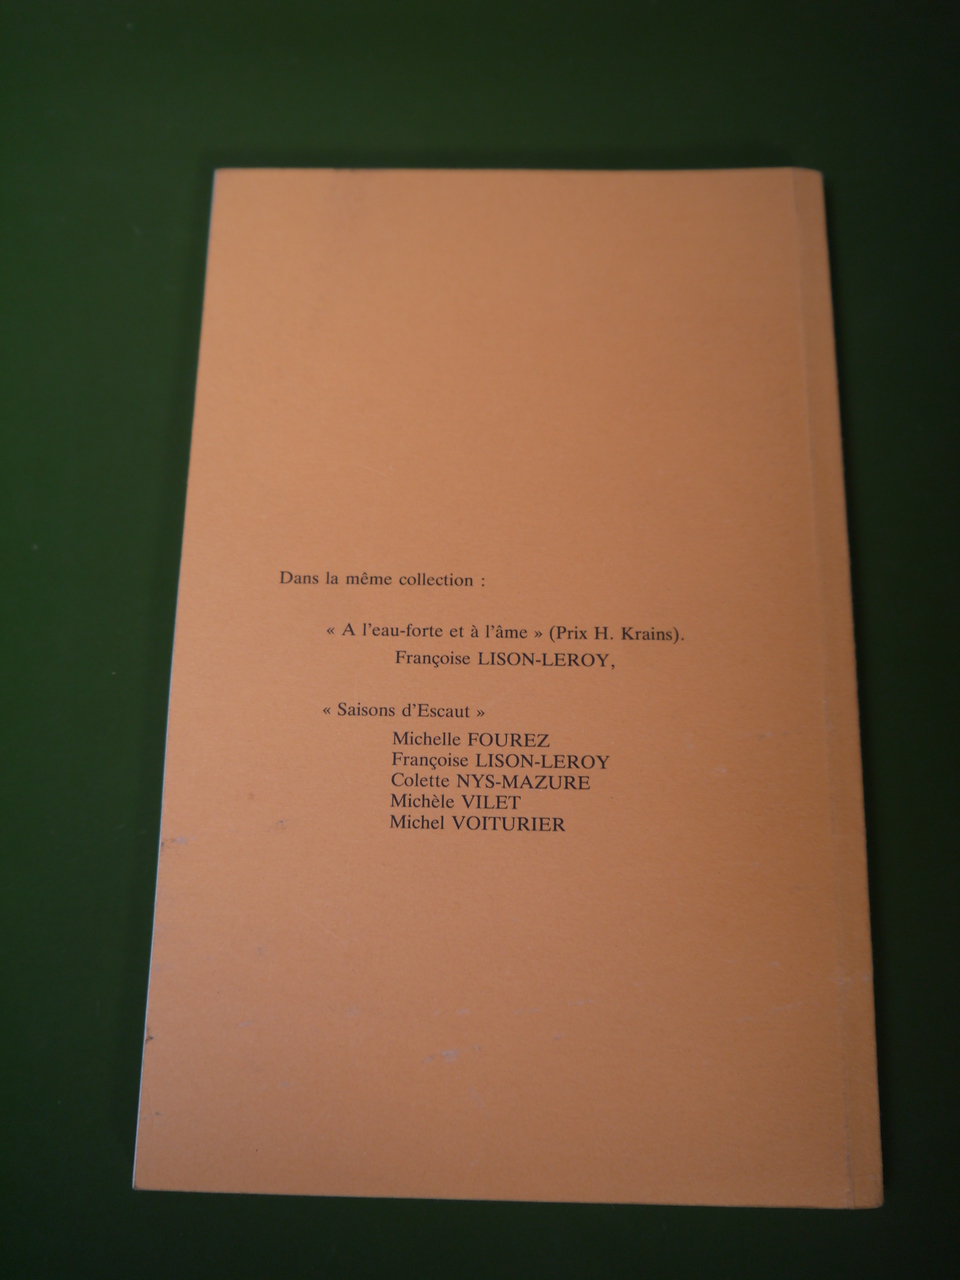 Dans la même collection :
« A l'eau-forte et à l'âme » (Prix H. Krains).
Françoise LISON-LEROY,
« Saisons d'Escaut »
Michelle FOUREZ
Françoise LISON-LEROY
Colette NYS-MAZURE
Michèle VILET
Michel VOITURIER